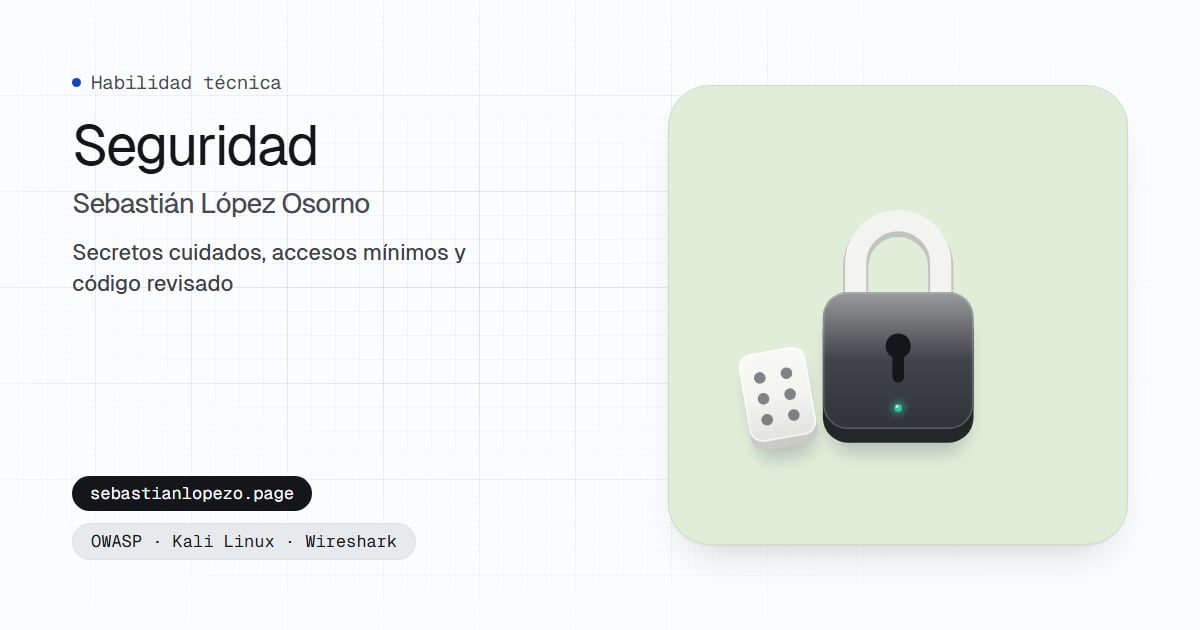 Habilidad técnica
Seguridad
Sebastián López Osorno
Secretos cuidados, accesos mínimos y
código revisado
sebastianlopezo.page
OWASP · Kali Linux · Wireshark